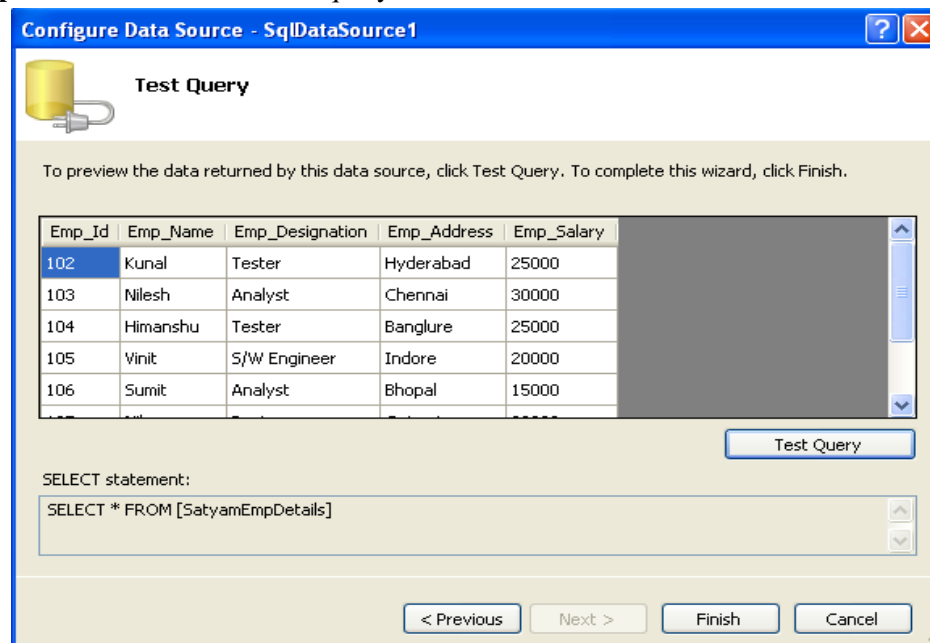 Configure Data Source - SqlDataSource1
Test Query
To preview the data returned by this data source, click Test Query. To complete this wizard, click Finish.
Emp_Id Emp_Name Emp_Designation Emp_Address Emp_Salary
102 Kunal Tester Hyderabad 25000
103 Nilesh Analyst Chennai 30000
104 Himanshu Tester Banglure 25000
105 Vinit S/W Engineer Indore 20000
106 Sumit Analyst Bhopal 15000
Test Query
SELECT statement:
SELECT * FROM [SatyamEmpDetails]
< Previous Next > Finish Cancel